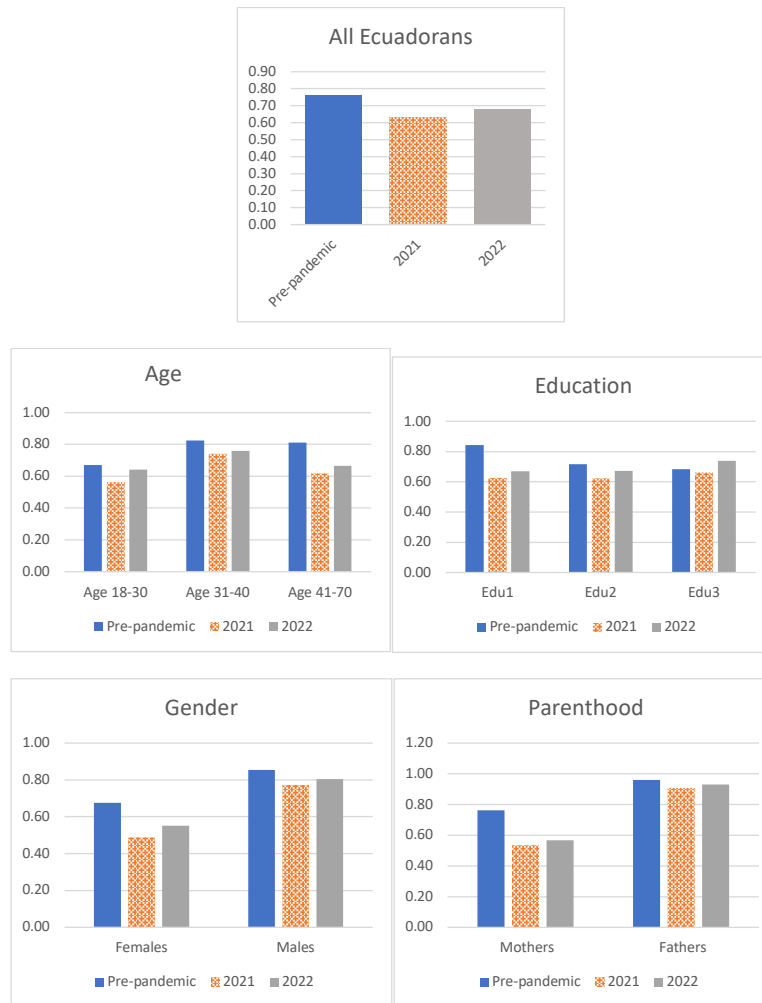 All Ecuadorans
0.90
0.80
0.70
0.60
0.50
0.40
0.30
0.20
0.10
0.00
Pre-pandemic
2021
2022
Age
1.00
0.80
0.60
0.40
0.20
0.00
Age 18-30 Age 31-40 Age 41-70
Pre-pandemic 2021 2022
Education
1.00
0.80
0.60
0.40
0.20
0.00
Edu1 Edu2 Edu3
Pre-pandemic 2021 2022
Gender
1.00
0.80
0.60
0.40
0.20
0.00
Females Males
Pre-pandemic 2021 2022
Parenthood
1.20
1.00
0.80
0.60
0.40
0.20
0.00
Mothers Fathers
Pre-pandemic 2021 2022